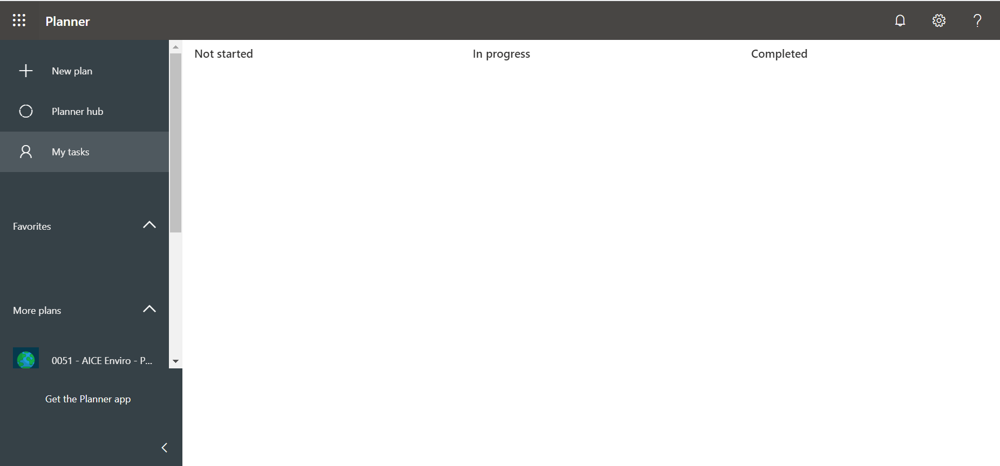 Planner
New plan
Planner hub
My tasks
Favorites
More plans
0051 - AICE Enviro - P...
Get the Planner app
Not started
In progress
Completed